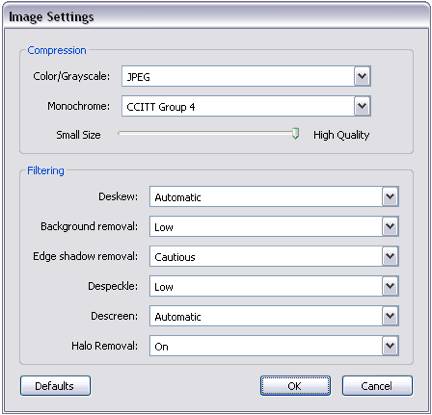 Image Settings
Compression
Color/Grayscale: JPEG
Monochrome: CCITT Group 4
Small Size High Quality
Filtering
Deskew: Automatic
Background removal: Low
Edge shadow removal: Cautious
Despeckle: Low
Descreen: Automatic
Halo Removal: On
Defaults OK Cancel